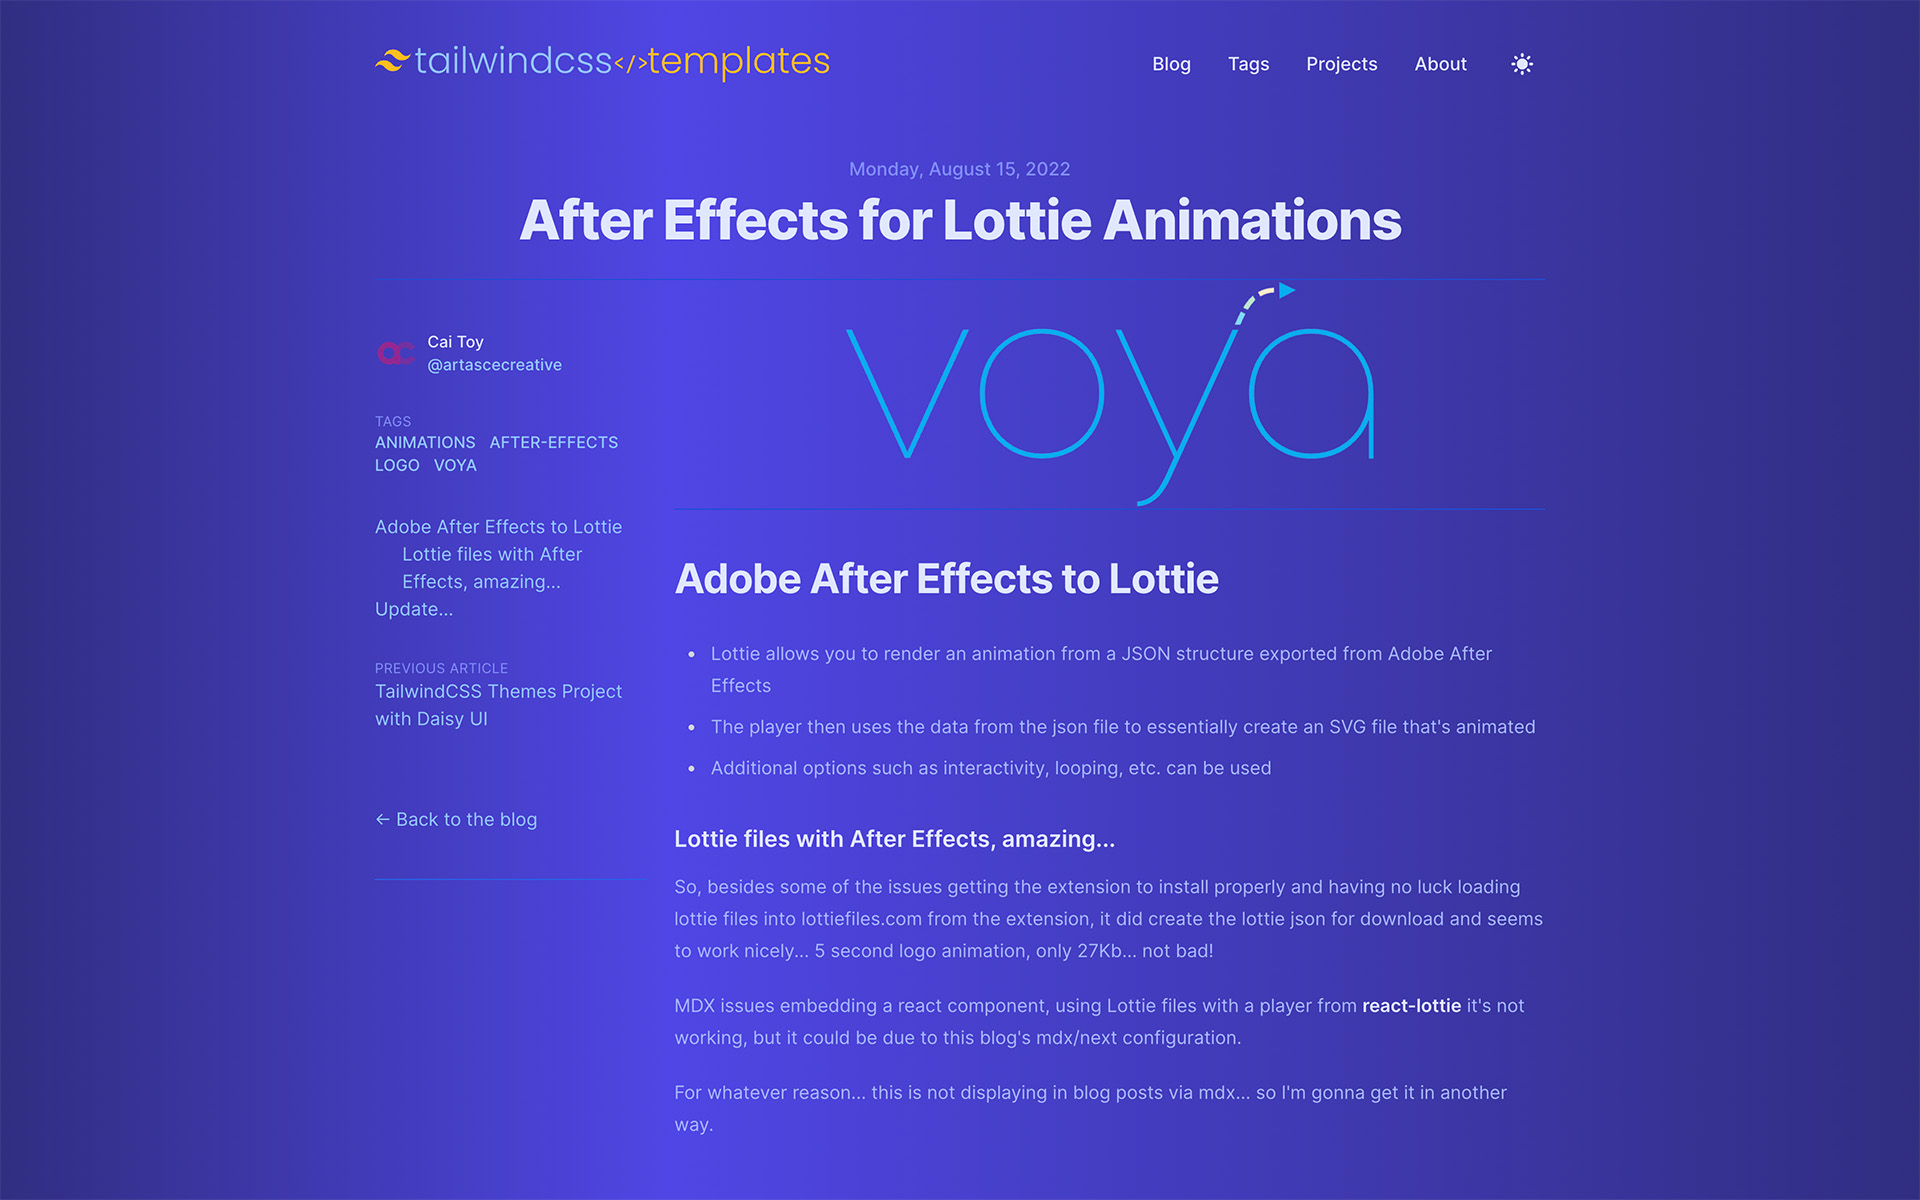 tailwindcss</>templates
Blog Tags Projects About
Monday, August 15, 2022
After Effects for Lottie Animations
voya
Cai Toy
@artascecreative
TAGS
ANIMATIONS AFTER-EFFECTS
LOGO VOYA
Adobe After Effects to Lottie
Lottie files with After
Effects, amazing...
Update...
PREVIOUS ARTICLE
TailwindCSS Themes Project
with Daisy UI
← Back to the blog
Adobe After Effects to Lottie
• Lottie allows you to render an animation from a JSON structure exported from Adobe After
Effects
• The player then uses the data from the json file to essentially create an SVG file that's animated
• Additional options such as interactivity, looping, etc. can be used
Lottie files with After Effects, amazing...
So, besides some of the issues getting the extension to install properly and having no luck loading
lottie files into lottiefiles.com from the extension, it did create the lottie json for download and seems
to work nicely... 5 second logo animation, only 27Kb... not bad!
MDX issues embedding a react component, using Lottie files with a player from react-lottie it's not
working, but it could be due to this blog's mdx/next configuration.
For whatever reason... this is not displaying in blog posts via mdx... so I'm gonna get it in another
way.